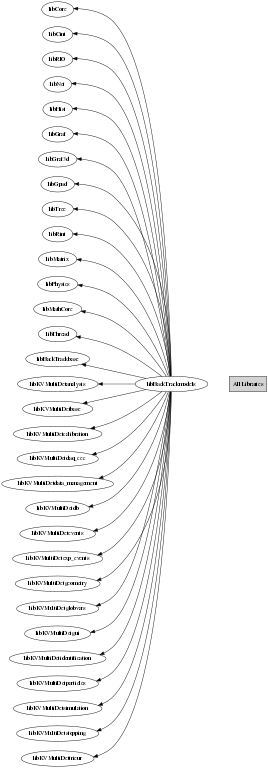 libCore
libCint
libRIO
libNet
libHist
libGraf
libGraf3d
libGpad
libTree
libRint
libMatrix
libPhysics
libMathCore
libThread
libBackTrackbase
libKVMultiDetanalysis
libBackTrackmodels
All Libraries
libKVMultiDetbase
libKVMultiDetcalibration
libKVMultiDetdaq_cec
libKVMultiDetdata_management
libKVMultiDetdb
libKVMultiDetevents
libKVMultiDetexp_events
libKVMultiDetgeometry
libKVMultiDetglobvars
libKVMultiDetgui
libKVMultiDetidentification
libKVMultiDetparticles
libKVMultiDetsimulation
libKVMultiDetstopping